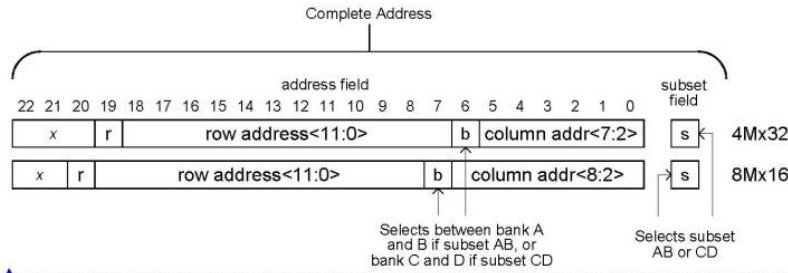 Complete Address
address field
subset
field
22 21 20 19 18 17 16 15 14 13 12 11 10 9 8 7 6 5 4 3 2 1 0
x r row address<11:0> b column addr<7:2> s 4Mx32
x r row address<11:0> b column addr<8:2> s 8Mx16
Selects between bank A
and B if subset AB, or
bank C and D if subset CD
Selects subset
AB or CD